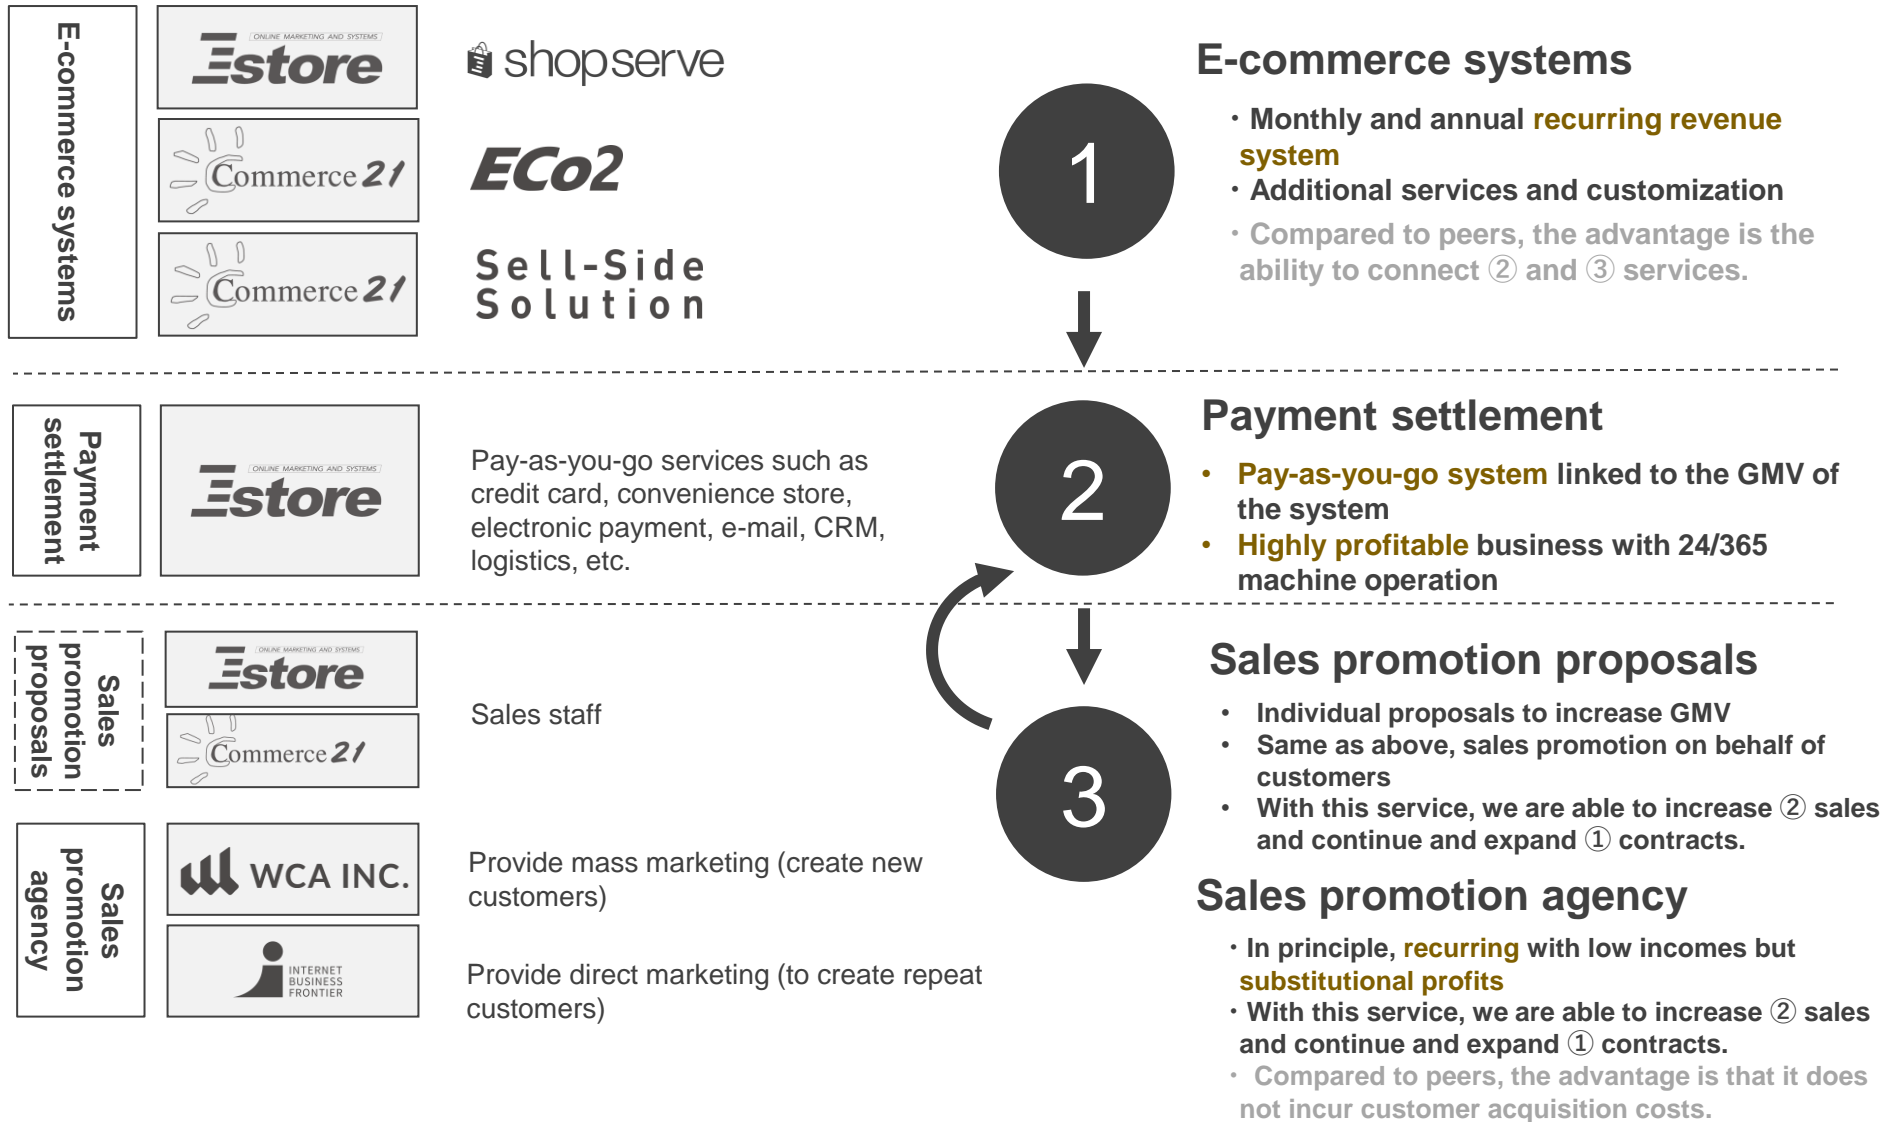 E-commerce systems
ONLINE MARKETING AND SYSTEMS
Estore
shopserve
Commerce 21
ECo2
Commerce 21
Sell-Side
Solution
1
E-commerce systems
・Monthly and annual recurring revenue
system
・Additional services and customization
・Compared to peers, the advantage is the
ability to connect ② and ③ services.
Payment
settlement
ONLINE MARKETING AND SYSTEMS
Estore
Pay-as-you-go services such as
credit card, convenience store,
electronic payment, e-mail, CRM,
logistics, etc.
2
Payment settlement
• Pay-as-you-go system linked to the GMV of
the system
• Highly profitable business with 24/365
machine operation
Sales
promotion
proposals
ONLINE MARKETING AND SYSTEMS
Estore
Commerce 21
Sales staff
3
Sales promotion proposals
• Individual proposals to increase GMV
• Same as above, sales promotion on behalf of
customers
• With this service, we are able to increase ② sales
and continue and expand ① contracts.
Sales
promotion
agency
WCA INC.
Provide mass marketing (create new
customers)
INTERNET
BUSINESS
FRONTIER
Provide direct marketing (to create repeat
customers)
Sales promotion agency
・In principle, recurring with low incomes but
substitutional profits
・With this service, we are able to increase ② sales
and continue and expand ① contracts.
・ Compared to peers, the advantage is that it does
not incur customer acquisition costs.